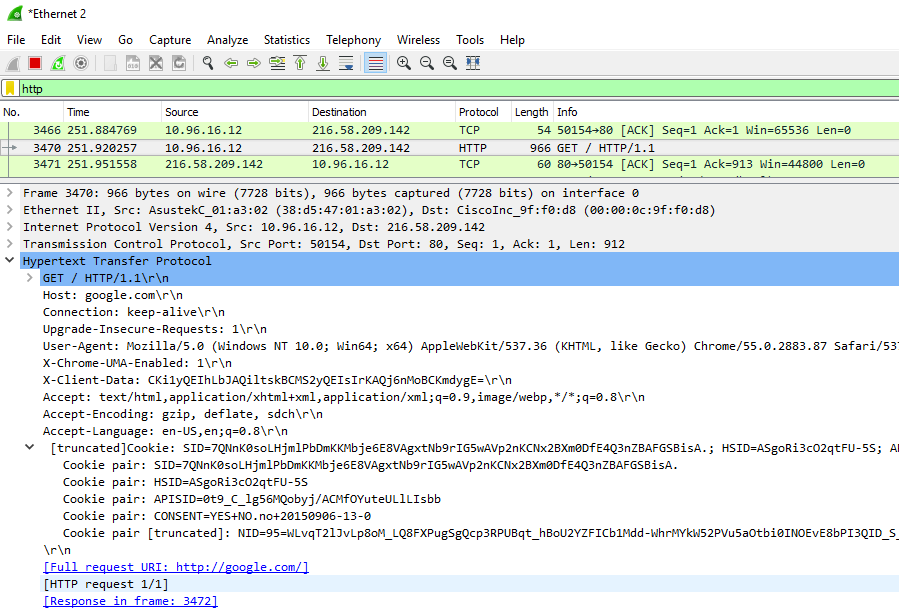 *Ethernet 2
File Edit View Go Capture Analyze Statistics Telephony Wireless Tools Help
http
No. Time Source Destination Protocol Length Info
3466 251.884769 10.96.16.12 216.58.209.142 TCP 54 50154→80 [ACK] Seq=1 Ack=1 Win=65536 Len=0
3470 251.920257 10.96.16.12 216.58.209.142 HTTP 966 GET / HTTP/1.1
3471 251.951558 216.58.209.142 10.96.16.12 TCP 60 80→50154 [ACK] Seq=1 Ack=913 Win=44800 Len=0
Frame 3470: 966 bytes on wire (7728 bits), 966 bytes captured (7728 bits) on interface 0
Ethernet II, Src: AsustekC_01:a3:02 (38:d5:47:01:a3:02), Dst: CiscoInc_9f:f0:d8 (00:00:0c:9f:f0:d8)
Internet Protocol Version 4, Src: 10.96.16.12, Dst: 216.58.209.142
Transmission Control Protocol, Src Port: 50154, Dst Port: 80, Seq: 1, Ack: 1, Len: 912
Hypertext Transfer Protocol
GET / HTTP/1.1\r\n
Host: google.com\r\n
Connection: keep-alive\r\n
Upgrade-Insecure-Requests: 1\r\n
User-Agent: Mozilla/5.0 (Windows NT 10.0; Win64; x64) AppleWebKit/537.36 (KHTML, like Gecko) Chrome/55.0.2883.87 Safari/537
X-Chrome-UMA-Enabled: 1\r\n
X-Client-Data: CKi1yQEIhLbJAQiltskBCMS2yQEIsIrKAQj6nMoBCKmdygE=\r\n
Accept: text/html,application/xhtml+xml,application/xml;q=0.9,image/webp,*/*;q=0.8\r\n
Accept-Encoding: gzip, deflate, sdch\r\n
Accept-Language: en-US,en;q=0.8\r\n
[truncated]Cookie: SID=7QNnK0soLHjmlPbDmKKMbje6E8VAgxtNb9rIG5wAVp2nKCNx2BXm0DfE4Q3nZBAFGSBisA.; HSID=ASgoRi3cO2qtFU-5S; A
Cookie pair: SID=7QNnK0soLHjmlPbDmKKMbje6E8VAgxtNb9rIG5wAVp2nKCNx2BXm0DfE4Q3nZBAFGSBisA.
Cookie pair: HSID=ASgoRi3cO2qtFU-5S
Cookie pair: APISID=0t9_C_lg56MQobyj/ACMfOYuteULlLIsbb
Cookie pair: CONSENT=YES+NO.no+20150906-13-0
Cookie pair [truncated]: NID=95=WLvqT2lJvLp8oM_LQ8FXPugSgQcp3RPUBqt_hBoU2YZFICb1Mdd-WhrMYkW52PVu5aOtbi0INOEvE8bPI3QID_S_
\r\n
[Full request URI: http://google.com/]
[HTTP request 1/1]
[Response in frame: 3472]